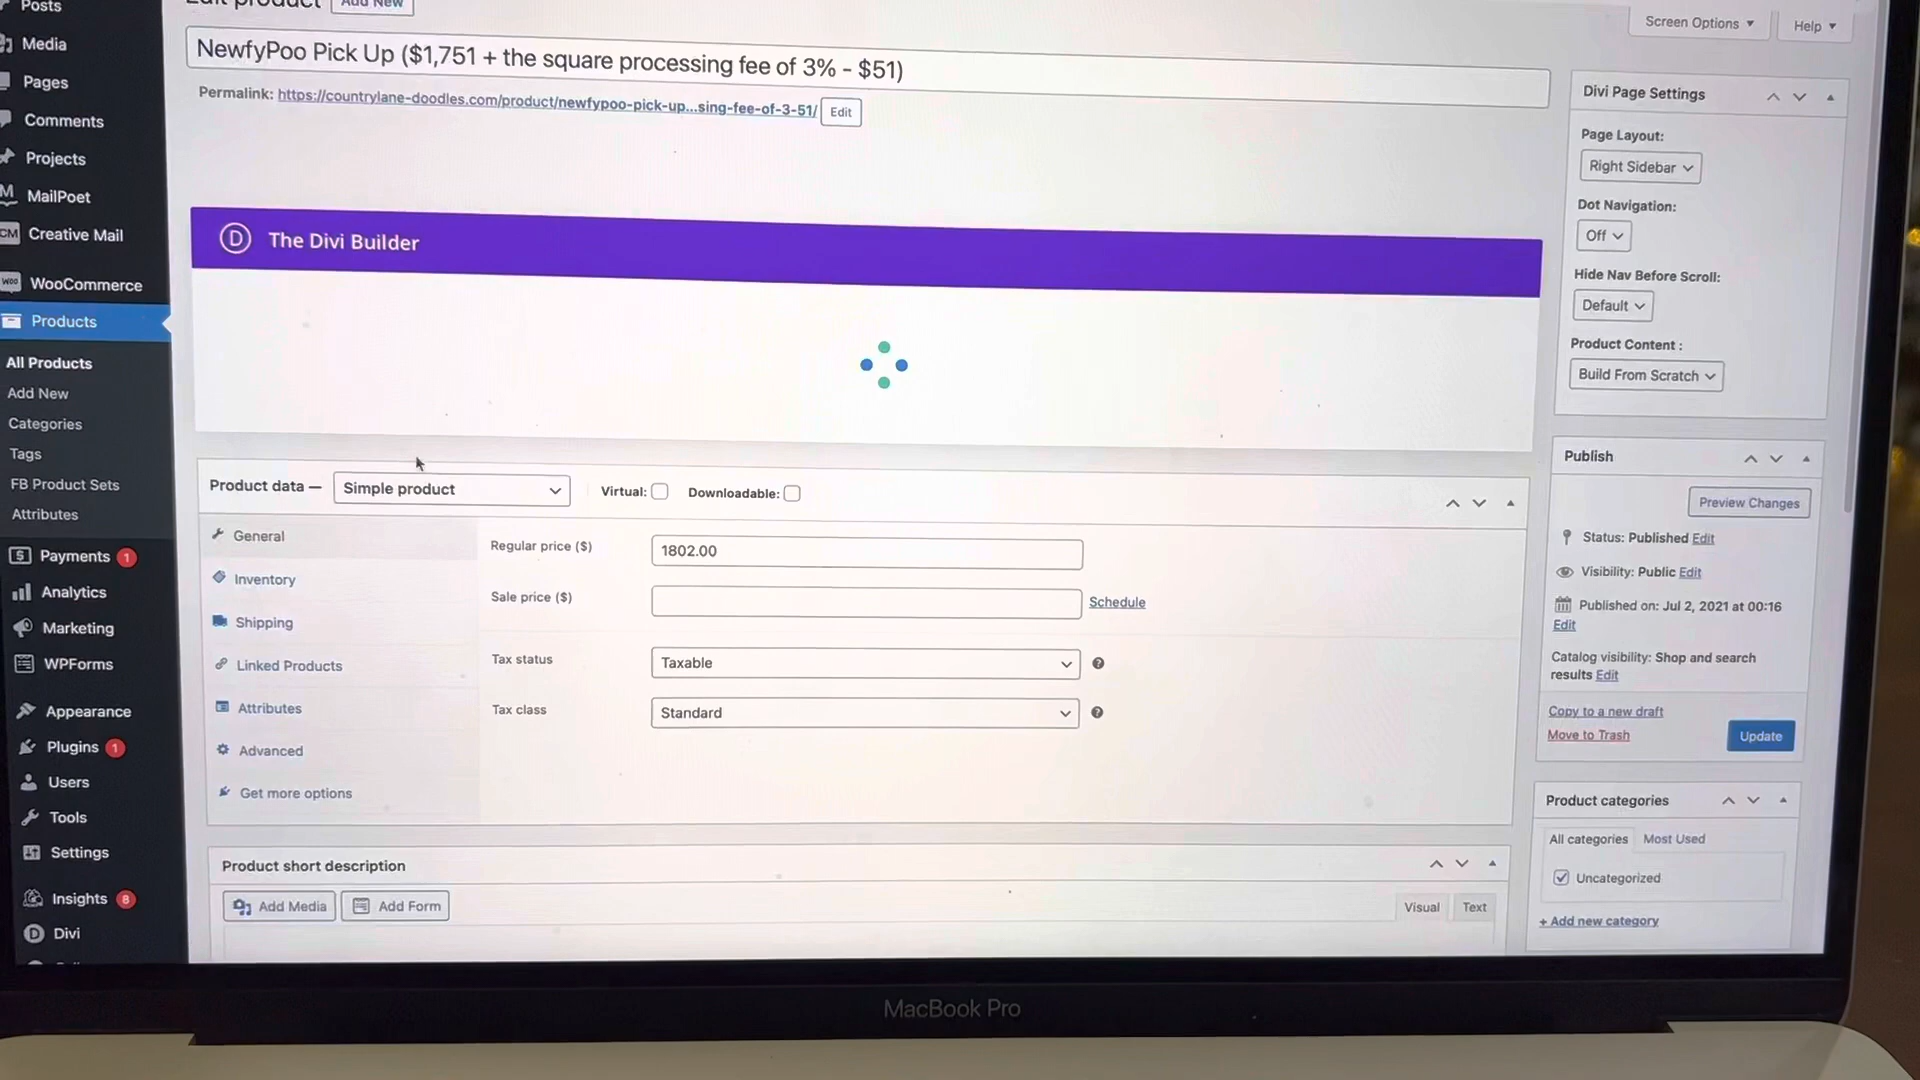 Posts
Media
Pages
Comments
Projects
MailPoet
CM Creative Mail
WooCommerce
Products
All Products
Add New
Categories
Tags
FB Product Sets
Attributes
Payments 1
Analytics
Marketing
WPForms
Appearance
Plugins 1
Users
Tools
Settings
Insights 8
Divi
Edit product Add New
Screen Options
Help
NewfyPoo Pick Up ($1,751 + the square processing fee of 3% - $51)
Permalink: https://countrylane-doodles.com/product/newfypoo-pick-up...sing-fee-of-3-51/ Edit
D The Divi Builder
Product data — Simple product Virtual: Downloadable:
General
Inventory
Shipping
Linked Products
Attributes
Advanced
Get more options
Regular price ($) 1802.00
Sale price ($) Schedule
Tax status Taxable
Tax class Standard
Product short description
Add Media Add Form Visual Text
Divi Page Settings
Page Layout:
Right Sidebar
Dot Navigation:
Off
Hide Nav Before Scroll:
Default
Product Content :
Build From Scratch
Publish
Preview Changes
Status: Published Edit
Visibility: Public Edit
Published on: Jul 2, 2021 at 00:16
Edit
Catalog visibility: Shop and search
results Edit
Copy to a new draft
Move to Trash
Update
Product categories
All categories Most Used
Uncategorized
+ Add new category
MacBook Pro